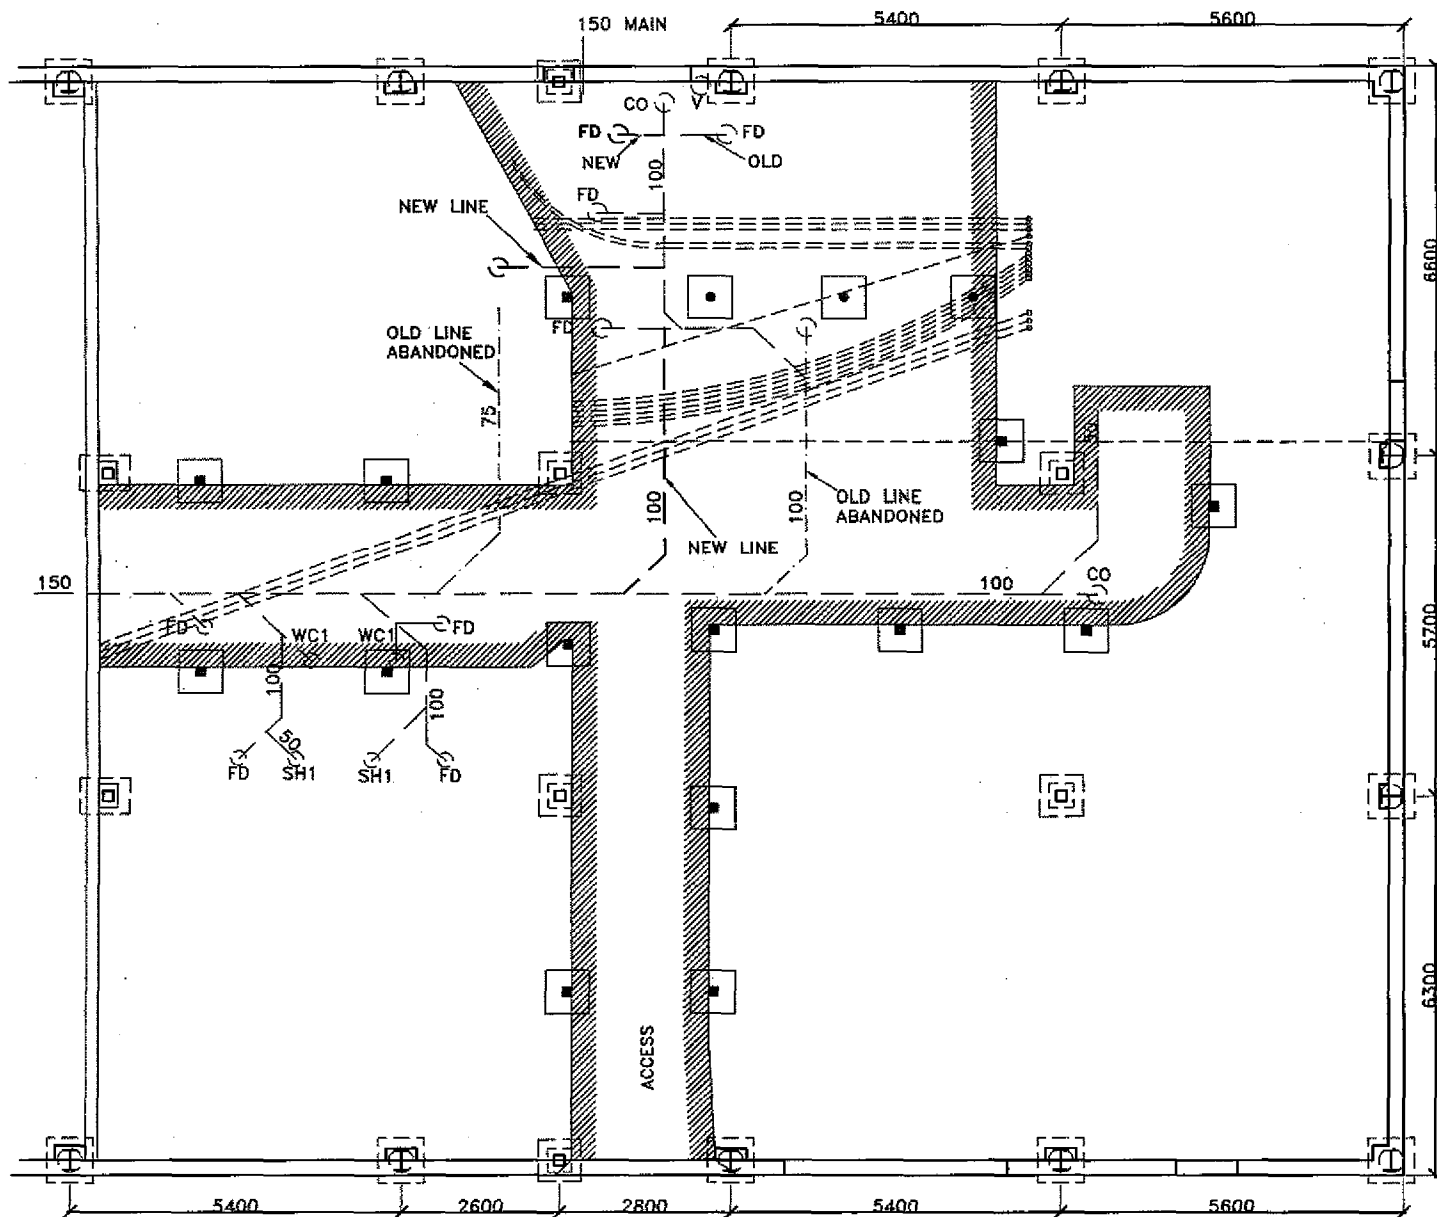 150 MAIN
5400
5600
CO
V
FD
FD
NEW
OLD
100
FD
NEW LINE
6600
FD
OLD LINE
ABANDONED
75
50
100
100
OLD LINE
ABANDONED
NEW LINE
150
100
CO
FD
WC1
WC1
FD
5700
100
100
50
FD
SH1
SH1
FD
6300
ACCESS
5400
2600
2800
5400
5600